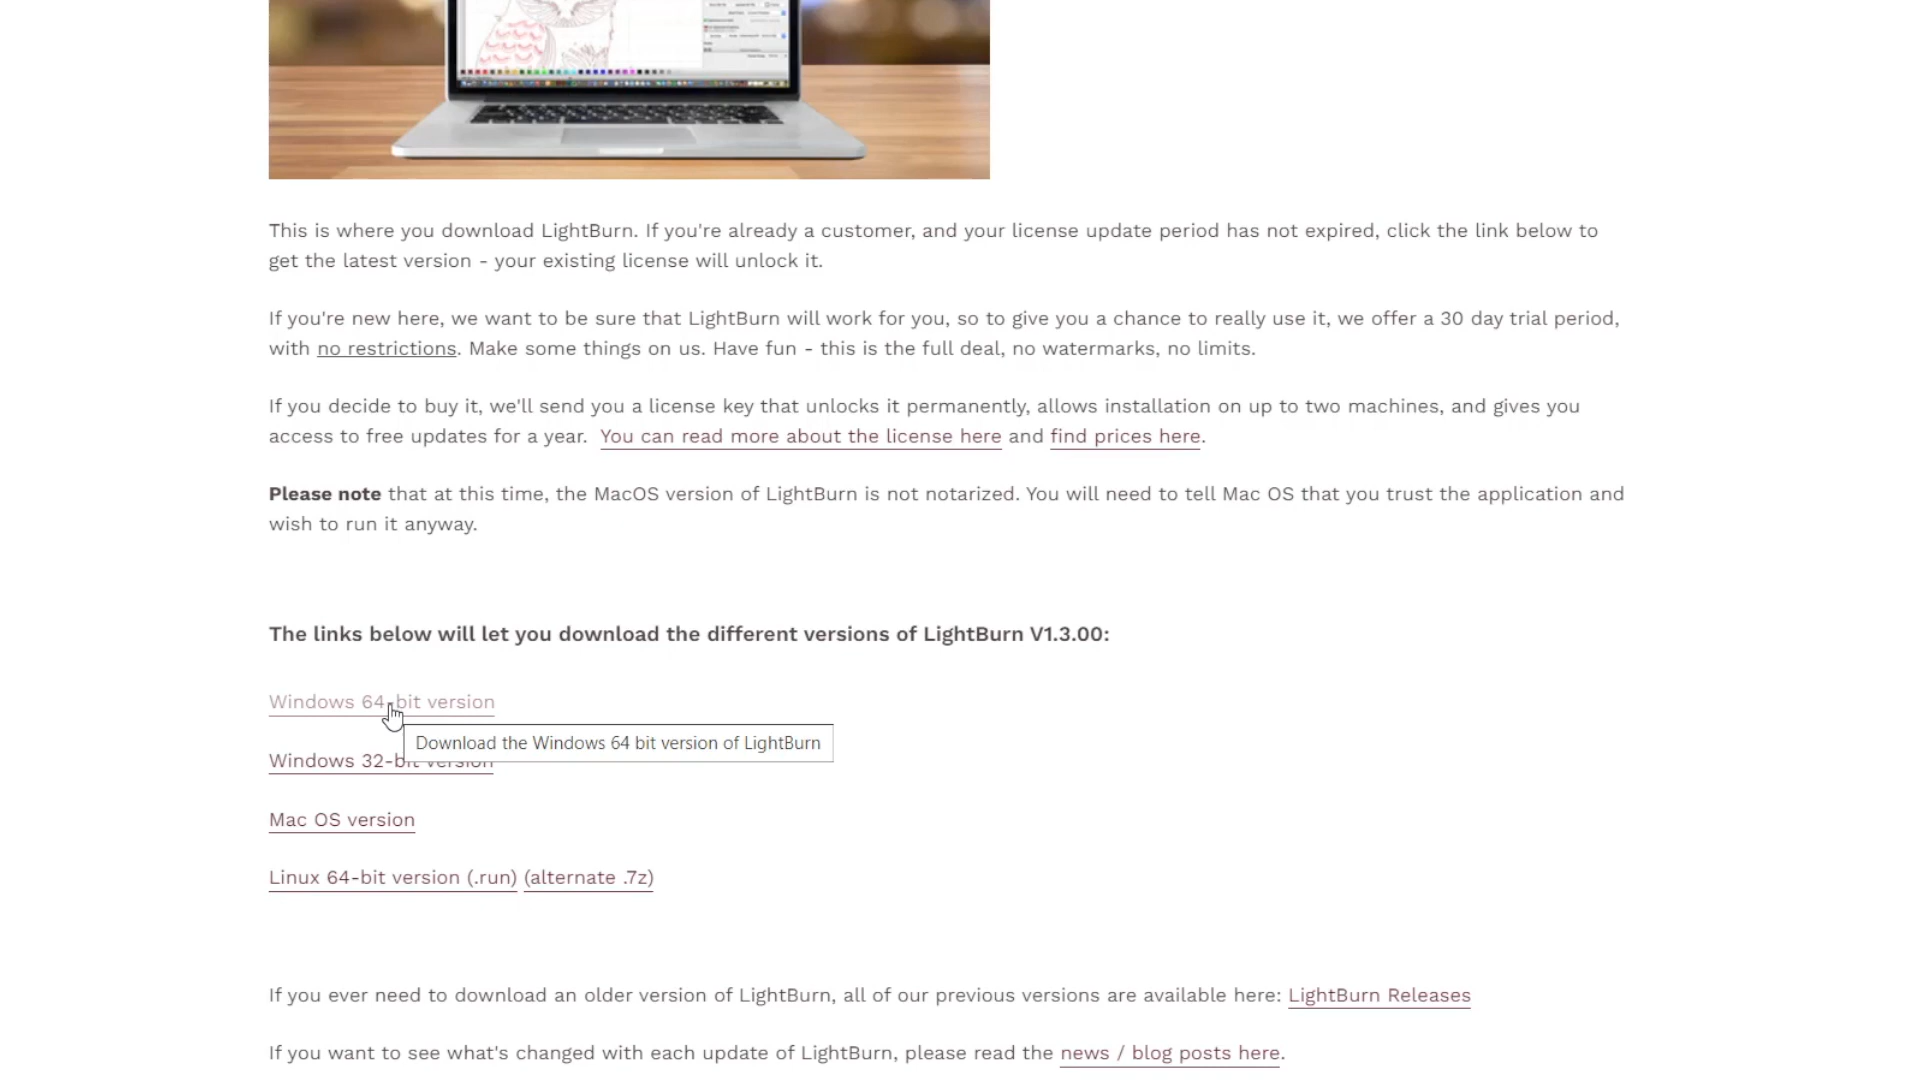 This is where you download LightBurn. If you're already a customer, and your license update period has not expired, click the link below to
get the latest version - your existing license will unlock it.
If you're new here, we want to be sure that LightBurn will work for you, so to give you a chance to really use it, we offer a 30 day trial period,
with no restrictions. Make some things on us. Have fun - this is the full deal, no watermarks, no limits.
If you decide to buy it, we'll send you a license key that unlocks it permanently, allows installation on up to two machines, and gives you
access to free updates for a year. You can read more about the license here and find prices here.
Please note that at this time, the MacOS version of LightBurn is not notarized. You will need to tell Mac OS that you trust the application and
wish to run it anyway.
The links below will let you download the different versions of LightBurn V1.3.00:
Windows 64-bit version
Download the Windows 64 bit version of LightBurn
Windows 32-bit version
Mac OS version
Linux 64-bit version (.run) (alternate .7z)
If you ever need to download an older version of LightBurn, all of our previous versions are available here: LightBurn Releases
If you want to see what's changed with each update of LightBurn, please read the news / blog posts here.